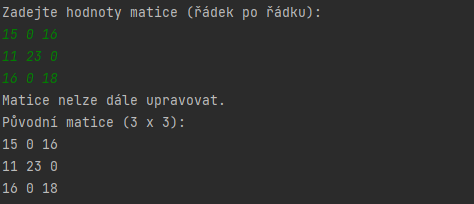 Zadejte hodnoty matice (řádek po řádku):
15 0 16
11 23 0
16 0 18
Matice nelze dále upravovat.
Původní matice (3 x 3):
15 0 16
11 23 0
16 0 18